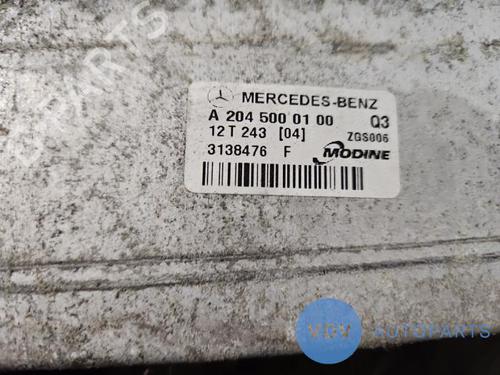 MERCEDES-BENZ
A 204 500 01 00 Q3
12 T 243 [04] ZGS006
3138476 F MODINE
VDV AUTOPARTS